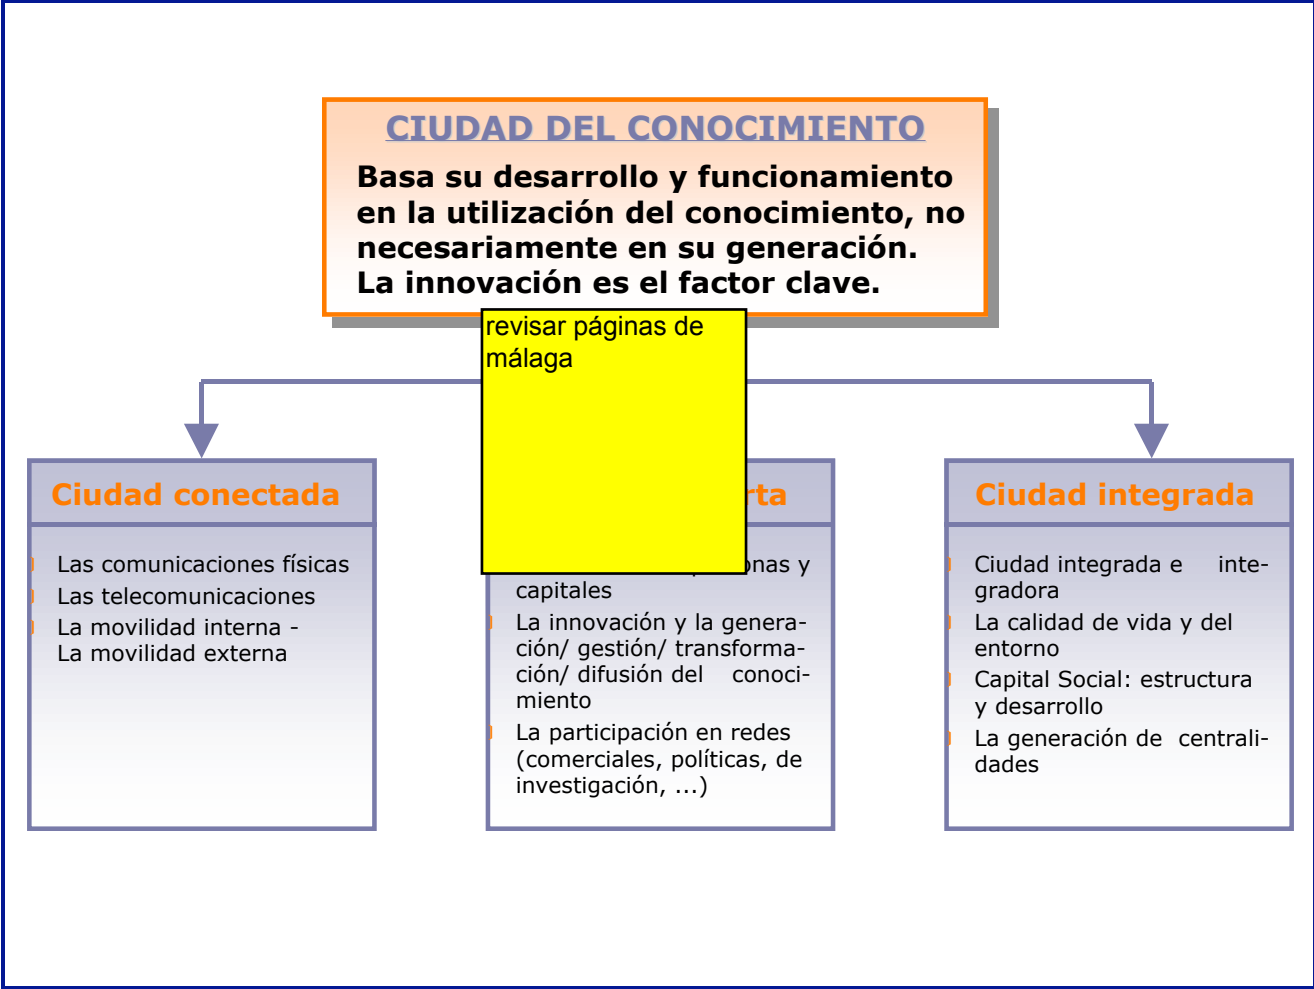 CIUDAD DEL CONOCIMIENTO
Basa su desarrollo y funcionamiento
en la utilización del conocimiento, no
necesariamente en su generación.
La innovación es el factor clave.
revisar páginas de
málaga
Ciudad conectada
Las comunicaciones físicas
Las telecomunicaciones
La movilidad interna -
La movilidad externa
y
capitales
La innovación y la genera-
ción/ gestión/ transforma-
ción/ difusión del conoci-
miento
La participación en redes
(comerciales, políticas, de
investigación, ...)
Ciudad integrada
Ciudad integrada e inte-
gradora
La calidad de vida y del
entorno
Capital Social: estructura
y desarrollo
La generación de centrali-
dades